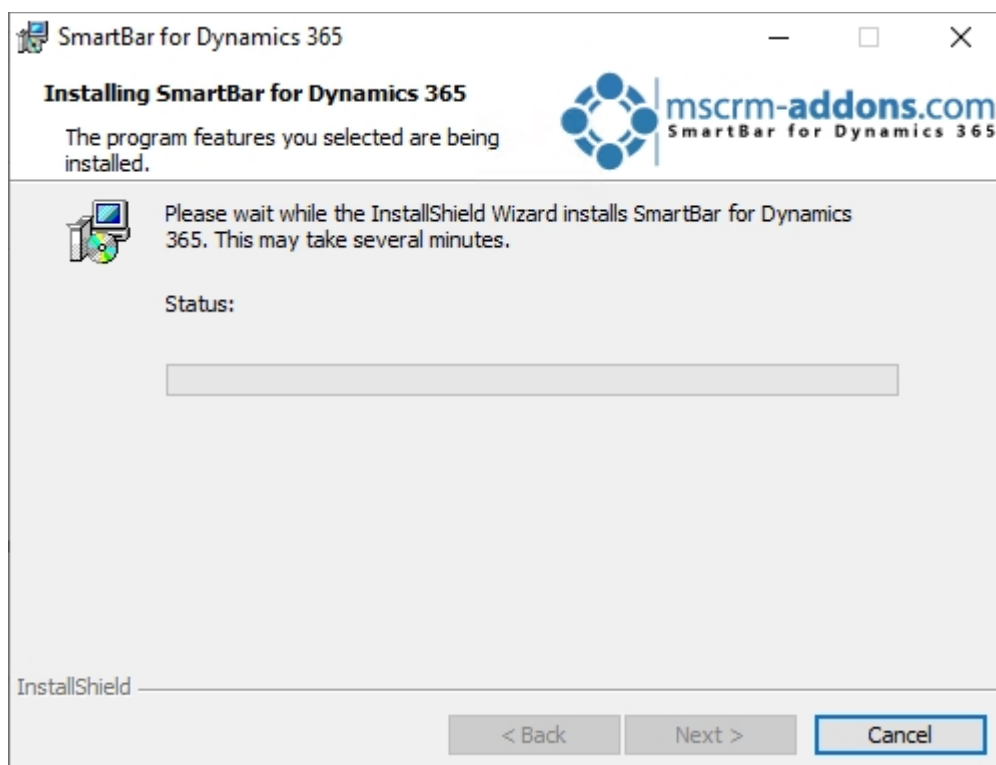 SmartBar for Dynamics 365
Installing SmartBar for Dynamics 365
The program features you selected are being
installed.
mscrm-addons.com
SmartBar for Dynamics 365
Please wait while the InstallShield Wizard installs SmartBar for Dynamics
365. This may take several minutes.
Status:
InstallShield
< Back Next > Cancel